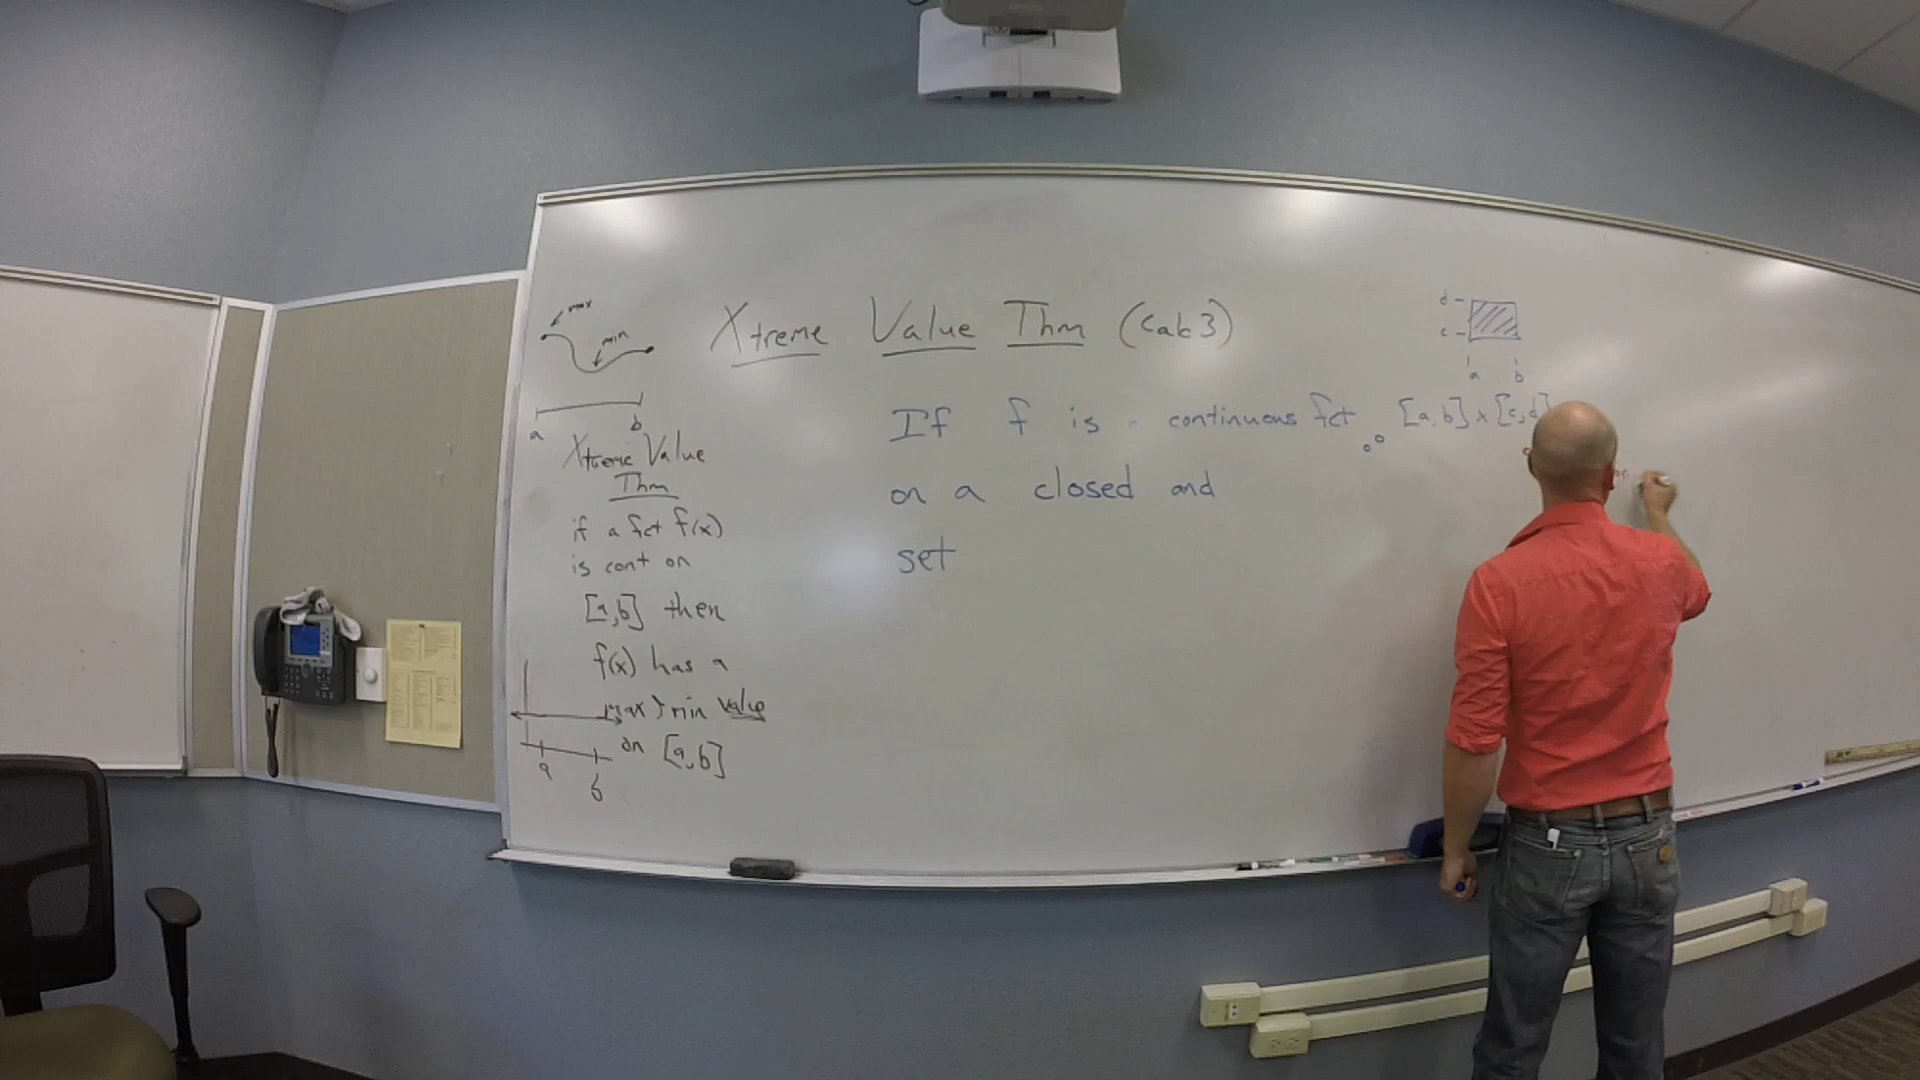 max
min
a b
Xtreme Value
Thm
if a fct f(x)
is cont on
[a,b] then
f(x) has a
max > min value
on [a,b]
a
b
Xtreme Value Thm (calc 3)
If f is continuous fct
on a closed and
set
d
c
a b
[a,b] x [c,d]